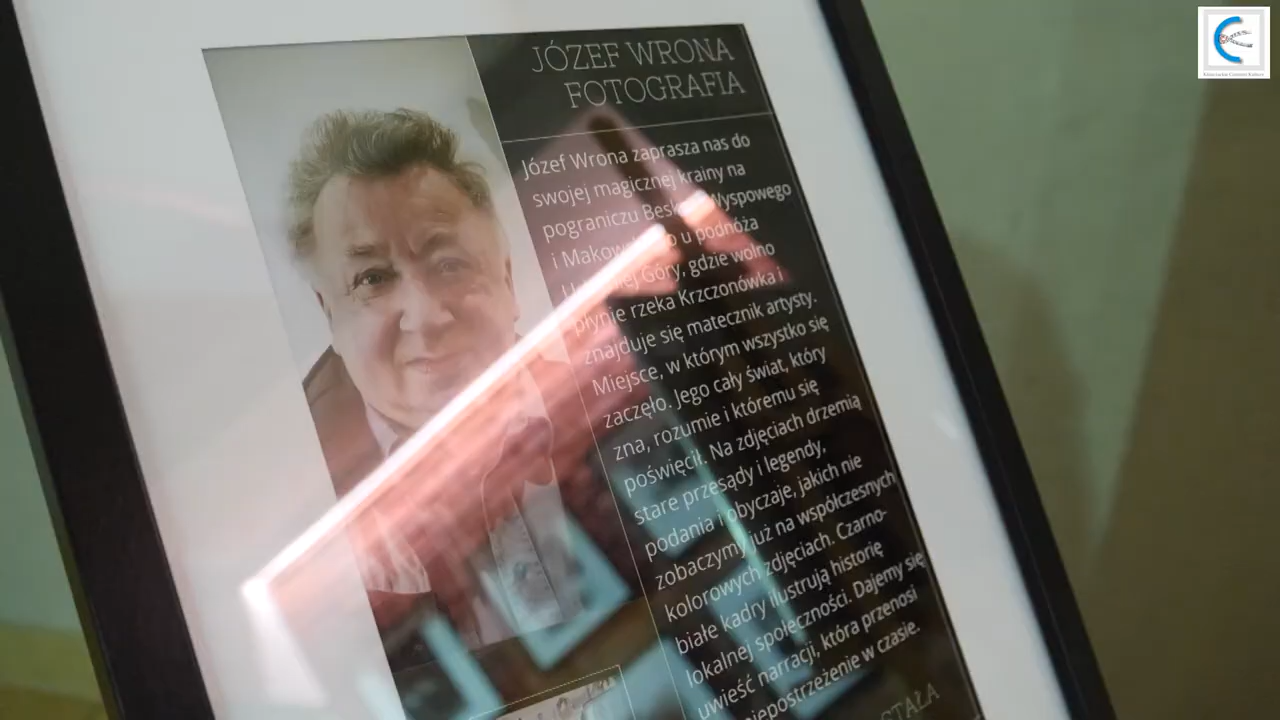 JÓZEF WRONA
FOTOGRAFIA
Józef Wrona zaprasza nas do
swojej magicznej krainy na
pograniczu Wyspowego
i u podnóża
Góry, gdzie wolno
płynie rzeka Krzczonówka i
znajduje się matecznik artysty.
Miejsce, w którym wszystko się
zaczęło. Jego cały świat, który
zna, rozumie i któremu się
poświęcił. Na zdjęciach drzemią
stare przesądy i legendy,
podania i obyczaje, jakich nie
zobaczymy już na współczesnych
kolorowych zdjęciach. Czarno-
białe kadry ilustrują historię
lokalnej społeczności. Dajemy się
uwieść narracji, która przenosi
niepostrzeżenie w czasie.
STAŁA